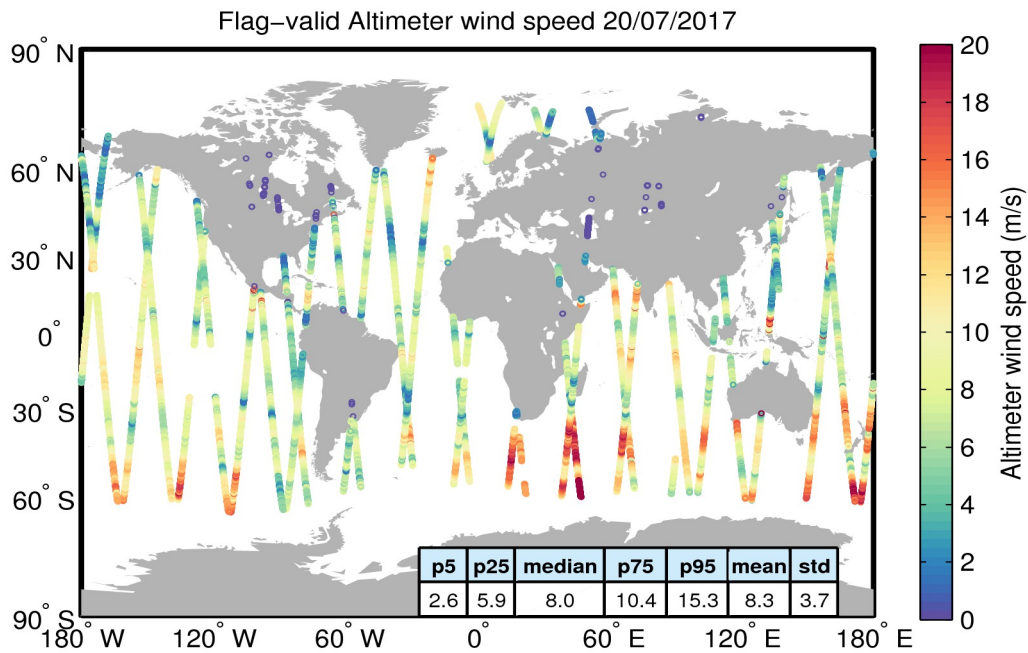 Flag-valid Altimeter wind speed 20/07/2017
90° N
60° N
30° N
0°
30° S
60° S
90° S
180° W
120° W
60° W
0°
60° E
120° E
180° E
p5 p25 median p75 p95 mean std
2.6 5.9 8.0 10.4 15.3 8.3 3.7
20
18
16
14
12
10
8
6
4
2
0
Altimeter wind speed (m/s)